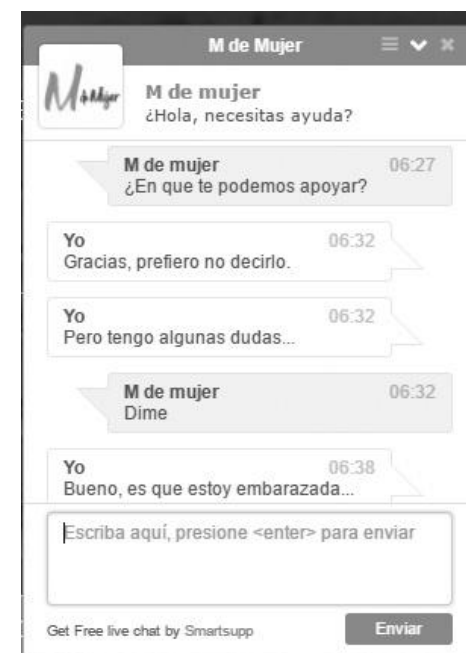 M de Mujer
M de Mujer
M de mujer
¿Hola, necesitas ayuda?
M de mujer 06:27
¿En que te podemos apoyar?
Yo 06:32
Gracias, prefiero no decirlo.
Yo 06:32
Pero tengo algunas dudas...
M de mujer 06:32
Dime
Yo 06:38
Bueno, es que estoy embarazada...
Escriba aquí, presione <enter> para enviar
Get Free live chat by Smartsupp
Enviar